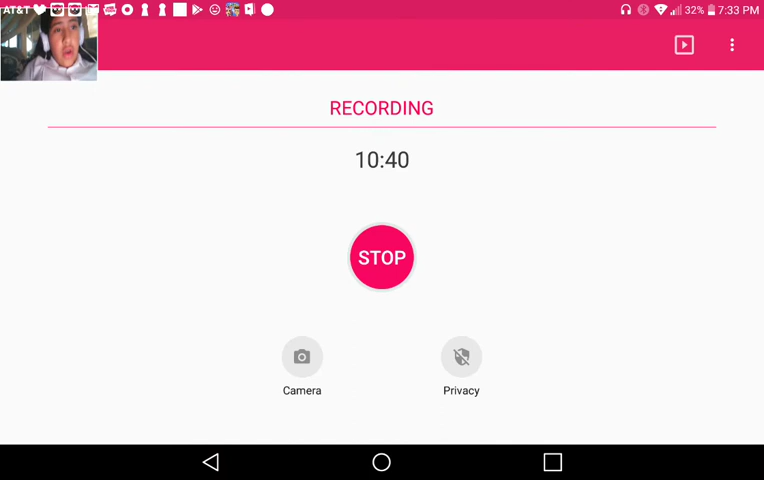 AT&T 32% 7:33 PM
RECORDING
10:40
STOP
Camera Privacy